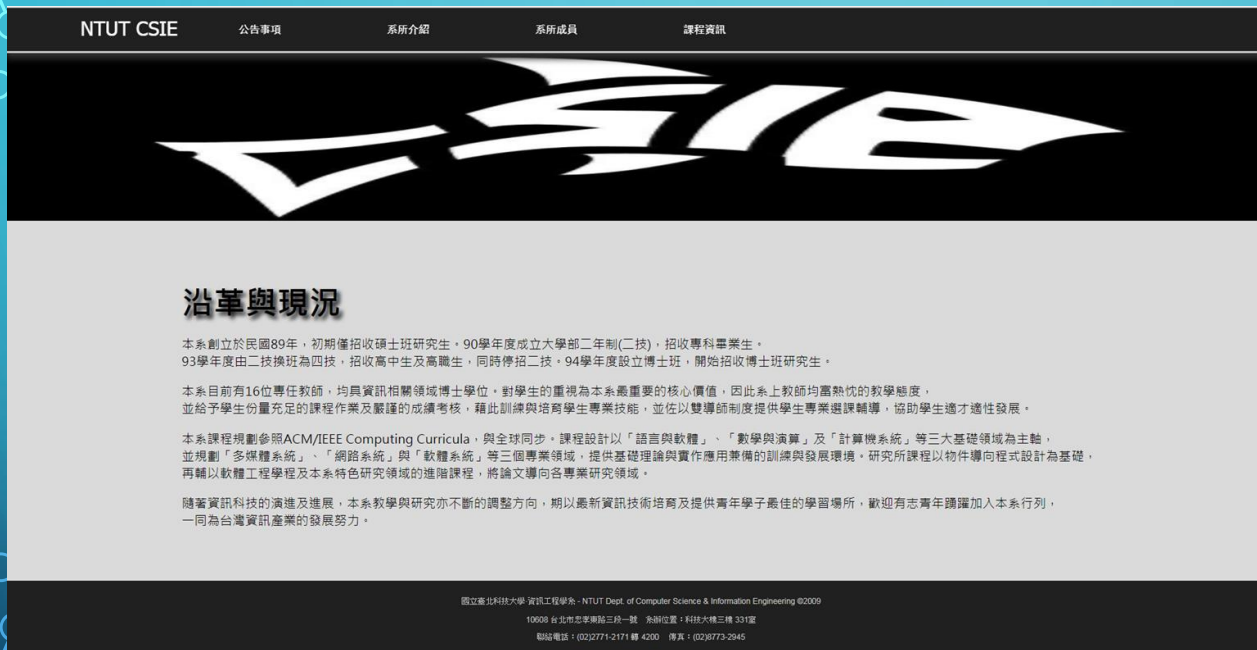 NTUT CSIE 公告事項 系所介紹 系所成員 課程資訊
CSIE
沿革與現況
本系創立於民國89年，初期僅招收碩士班研究生。90學年度成立大學部二年制(二技)，招收專科畢業生。
93學年度由二技換班為四技，招收高中生及高職生，同時停招二技。94學年度設立博士班，開始招收博士班研究生。
本系目前有16位專任教師，均具資訊相關領域博士學位。對學生的重視為本系最重要的核心價值，因此系上教師均富熱忱的教學態度，
並給予學生份量充足的課程作業及嚴謹的成績考核，藉此訓練與培育學生專業技能，並佐以雙導師制度提供學生專業選課輔導，協助學生適才適性發展。
本系課程規劃參照ACM/IEEE Computing Curricula，與全球同步。課程設計以「語言與軟體」、「數學與演算」及「計算機系統」等三大基礎領域為主軸，
並規劃「多媒體系統」、「網路系統」與「軟體系統」等三個專業領域，提供基礎理論與實作應用兼備的訓練與發展環境。研究所課程以物件導向程式設計為基礎，
再輔以軟體工程學程及本系特色研究領域的進階課程，將論文導向各專業研究領域。
隨著資訊科技的演進及進展，本系教學與研究亦不斷的調整方向，期以最新資訊技術培育及提供青年學子最佳的學習場所，歡迎有志青年踴躍加入本系行列，
一同為台灣資訊產業的發展努力。
國立臺北科技大學 資訊工程學系 - NTUT Dept. of Computer Science & Information Engineering ©2009
10608 台北市忠孝東路三段一號 系辦位置：科技大樓三樓 331室
聯絡電話：(02)2771-2171 轉 4200 傳真：(02)8773-2945